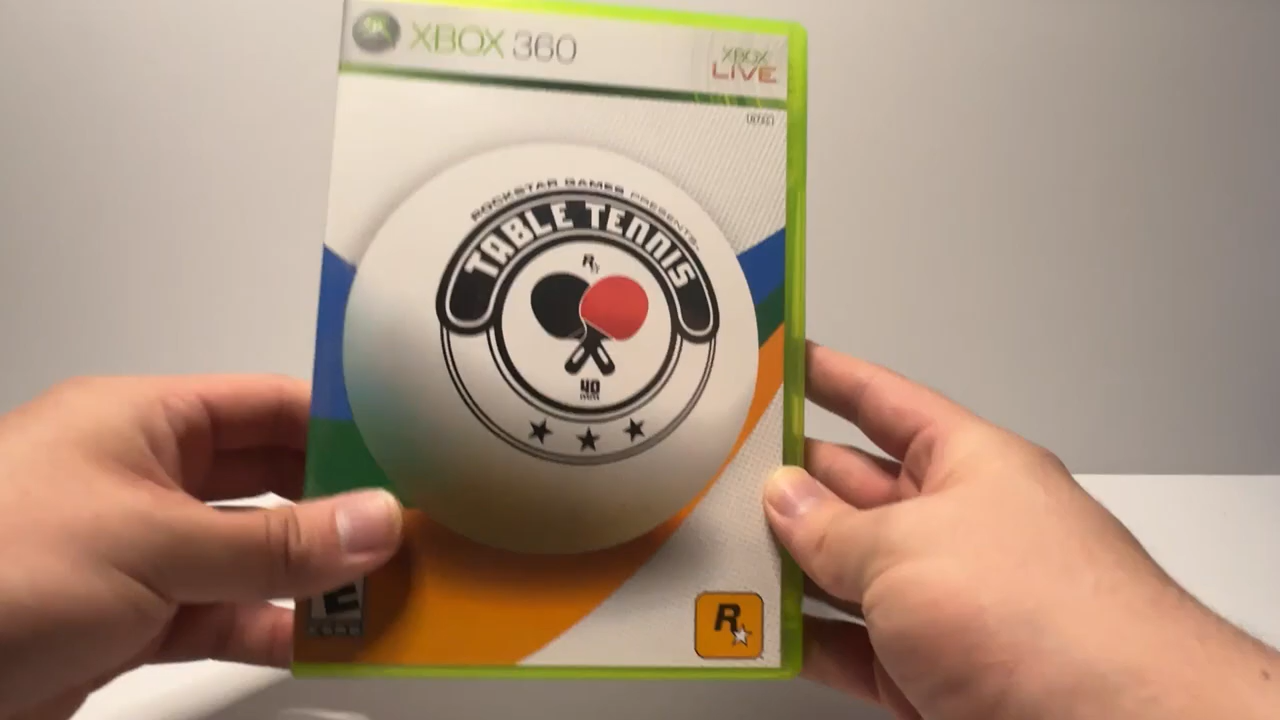 XBOX 360
XBOX
LIVE
ROCKSTAR GAMES PRESENTS
TABLE TENNIS
R
40
E
R